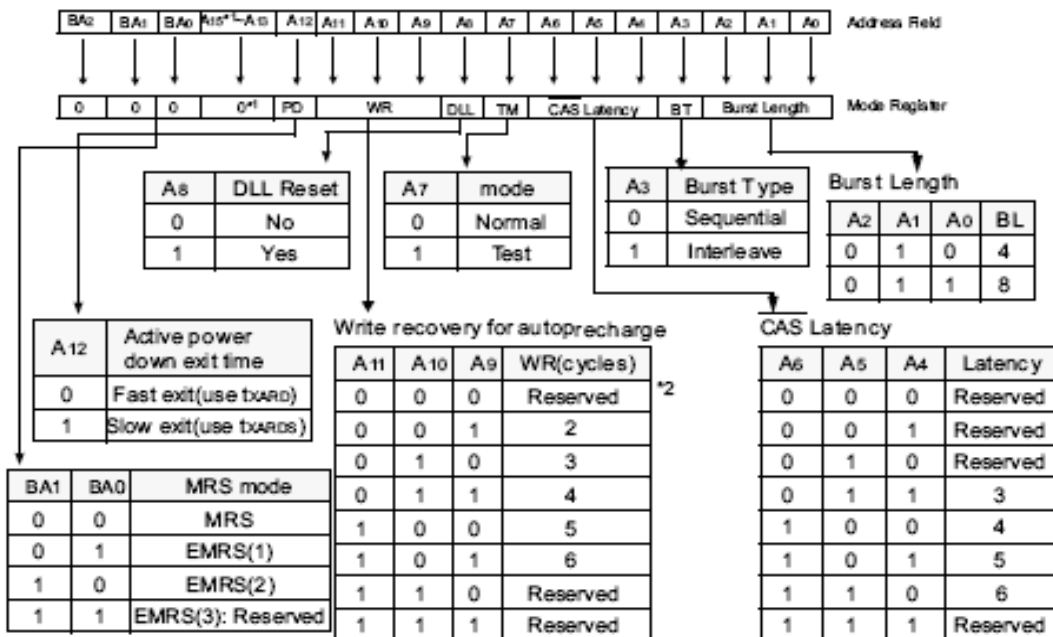 BA2 BA1 BA0 A15*1~A13 A12 A11 A10 A9 A8 A7 A6 A5 A4 A3 A2 A1 A0 Address Field
0 0 0 0*1 PD WR DLL TM CAS Latency BT Burst Length Mode Register
A8 DLL Reset
0 No
1 Yes
A7 mode
0 Normal
1 Test
A3 Burst Type
0 Sequential
1 Interleave
Burst Length
A2 A1 A0 BL
0 1 0 4
0 1 1 8
A12 Active power
down exit time
0 Fast exit(use tXARD)
1 Slow exit(use tXARDS)
BA1 BA0 MRS mode
0 0 MRS
0 1 EMRS(1)
1 0 EMRS(2)
1 1 EMRS(3): Reserved
Write recovery for autoprecharge
A11 A10 A9 WR(cycles)
*2
0 0 0 Reserved
0 0 1 2
0 1 0 3
0 1 1 4
1 0 0 5
1 0 1 6
1 1 0 Reserved
1 1 1 Reserved
CAS Latency
A6 A5 A4 Latency
0 0 0 Reserved
0 0 1 Reserved
0 1 0 Reserved
0 1 1 3
1 0 0 4
1 0 1 5
1 1 0 6
1 1 1 Reserved